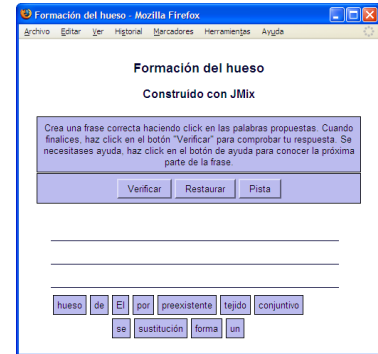 Formación del hueso - Mozilla Firefox
Archivo Editar Ver Historial Marcadores Herramientas Ayuda
Formación del hueso
Construido con JMix
Crea una frase correcta haciendo click en las palabras propuestas. Cuando
finalices, haz click en el botón "Verificar" para comprobar tu respuesta. Se
necesitases ayuda, haz click en el botón de ayuda para conocer la próxima
parte de la frase.
Verificar Restaurar Pista
hueso de El por preexistente tejido conjuntivo
se sustitución forma un